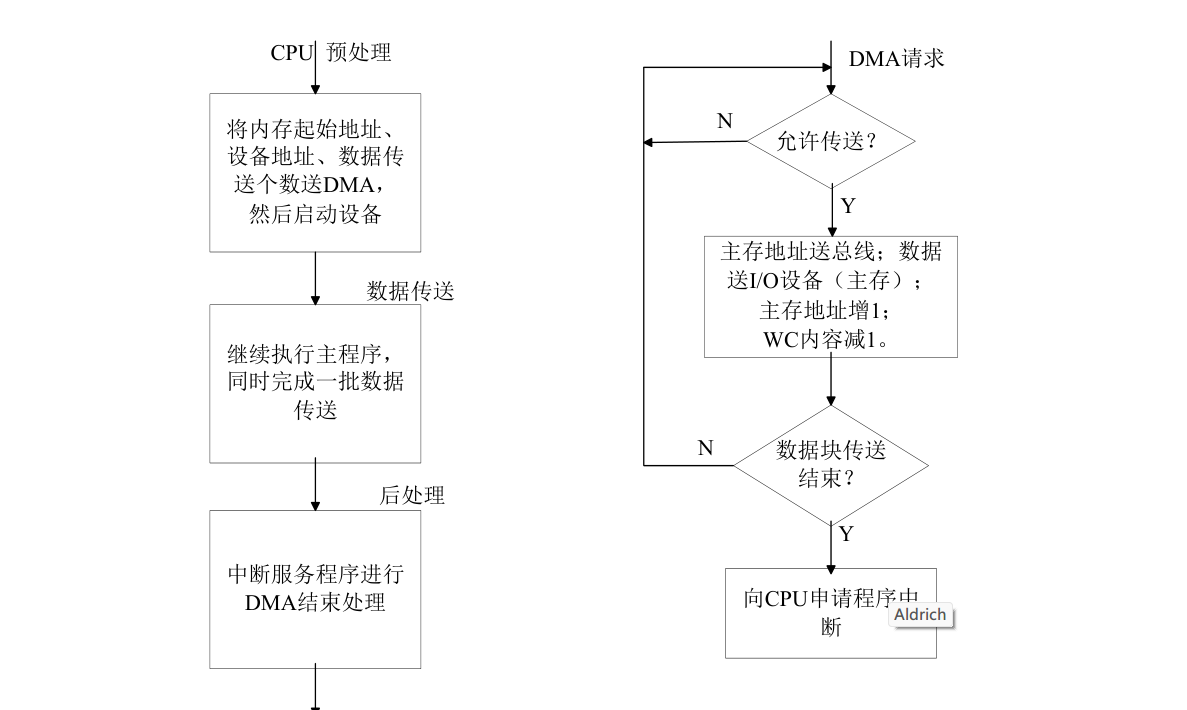 CPU 预处理
将内存起始地址、
设备地址、数据传
送个数送DMA，
然后启动设备
数据传送
继续执行主程序，
同时完成一批数据
传送
后处理
中断服务程序进行
DMA结束处理
DMA请求
N
允许传送？
Y
主存地址送总线；数据
送I/O设备（主存）；
主存地址增1；
WC内容减1。
N
数据块传送
结束？
Y
向CPU申请程序中
断
Aldrich